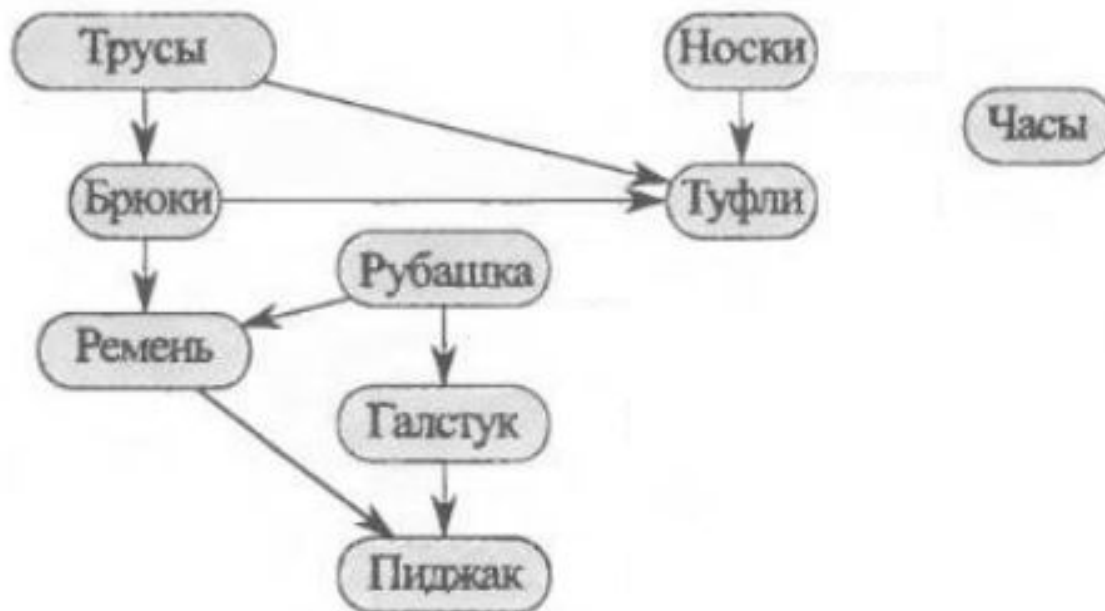 Трусы
Носки
Часы
Брюки
Туфли
Рубашка
Ремень
Галстук
Пиджак